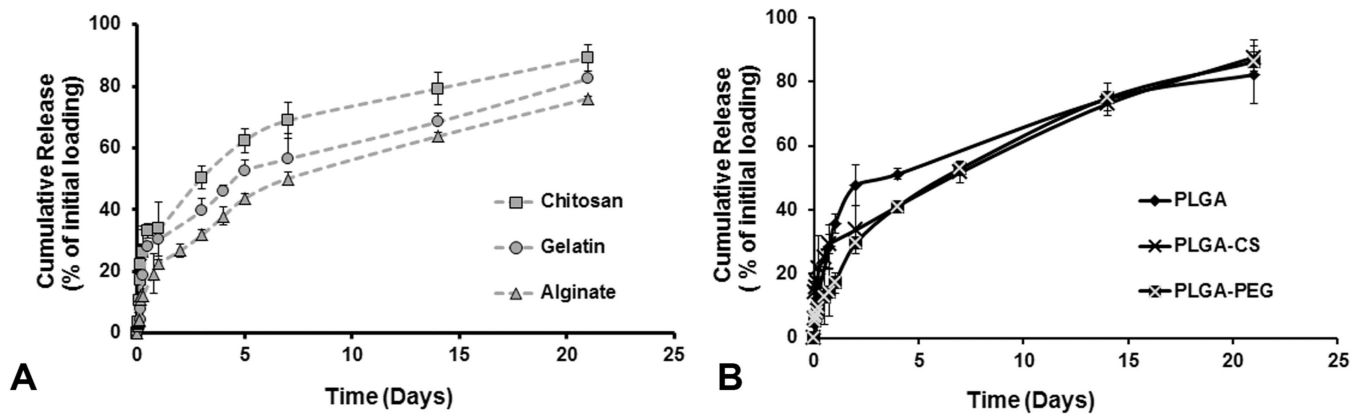 Cumulative Release
(% of initial loading)
100
80
60
40
20
0
0
5
10
15
20
25
Time (Days)
Chitosan
Gelatin
Alginate
A
Cumulative Release
( % of initilal loading)
100
80
60
40
20
0
0
5
10
15
20
25
Time (Days)
PLGA
PLGA-CS
PLGA-PEG
B